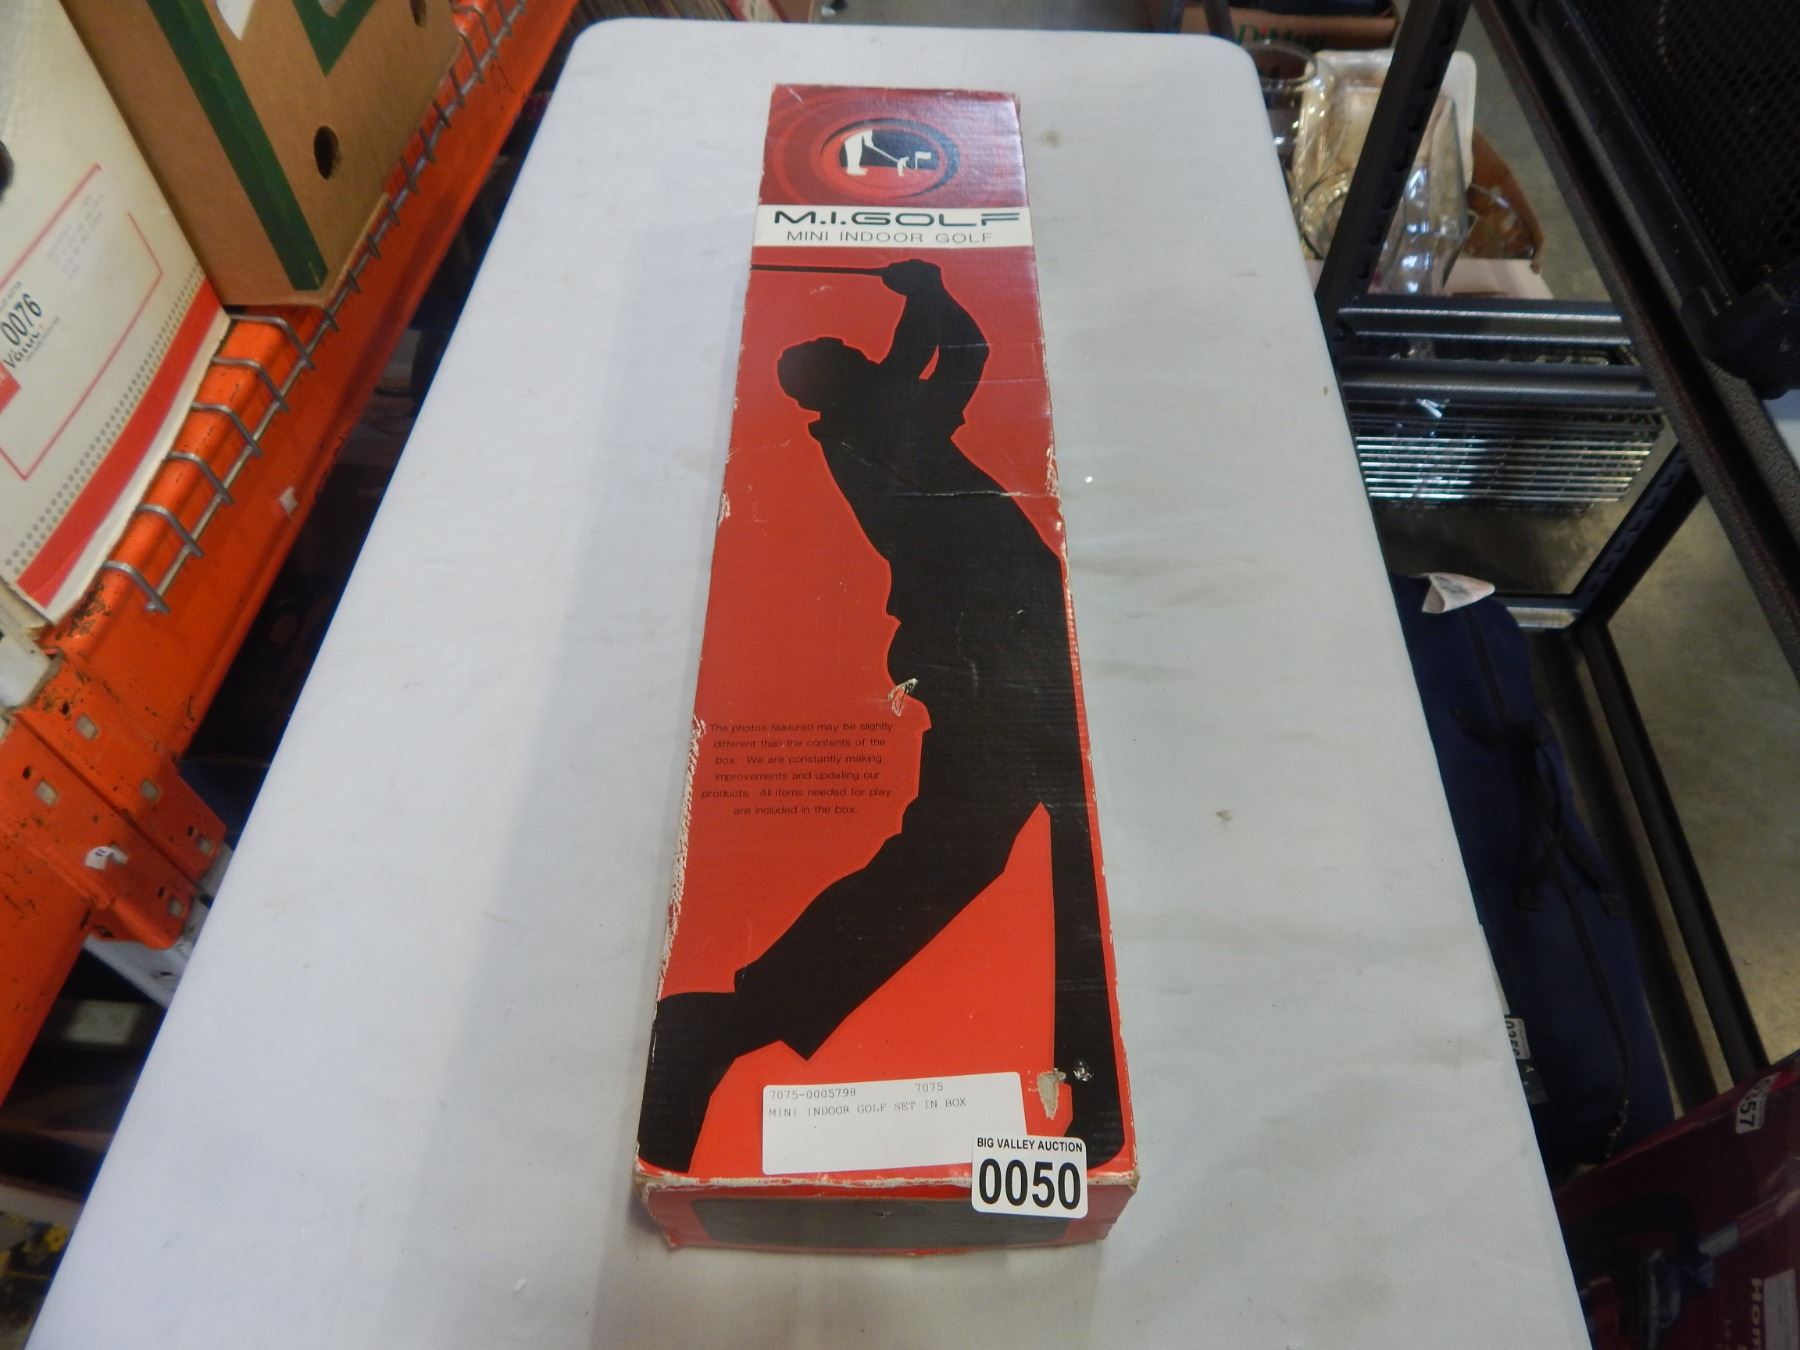 M.I.GOLF
MINI INDOOR GOLF
The photos featured may be slightly
different than the contents of the
box. We are constantly making
improvements and updating our
products. All items needed for play
are included in the box.
7075-0005798 7075
MINI INDOOR GOLF SET IN BOX
BIG VALLEY AUCTION
0050
0076